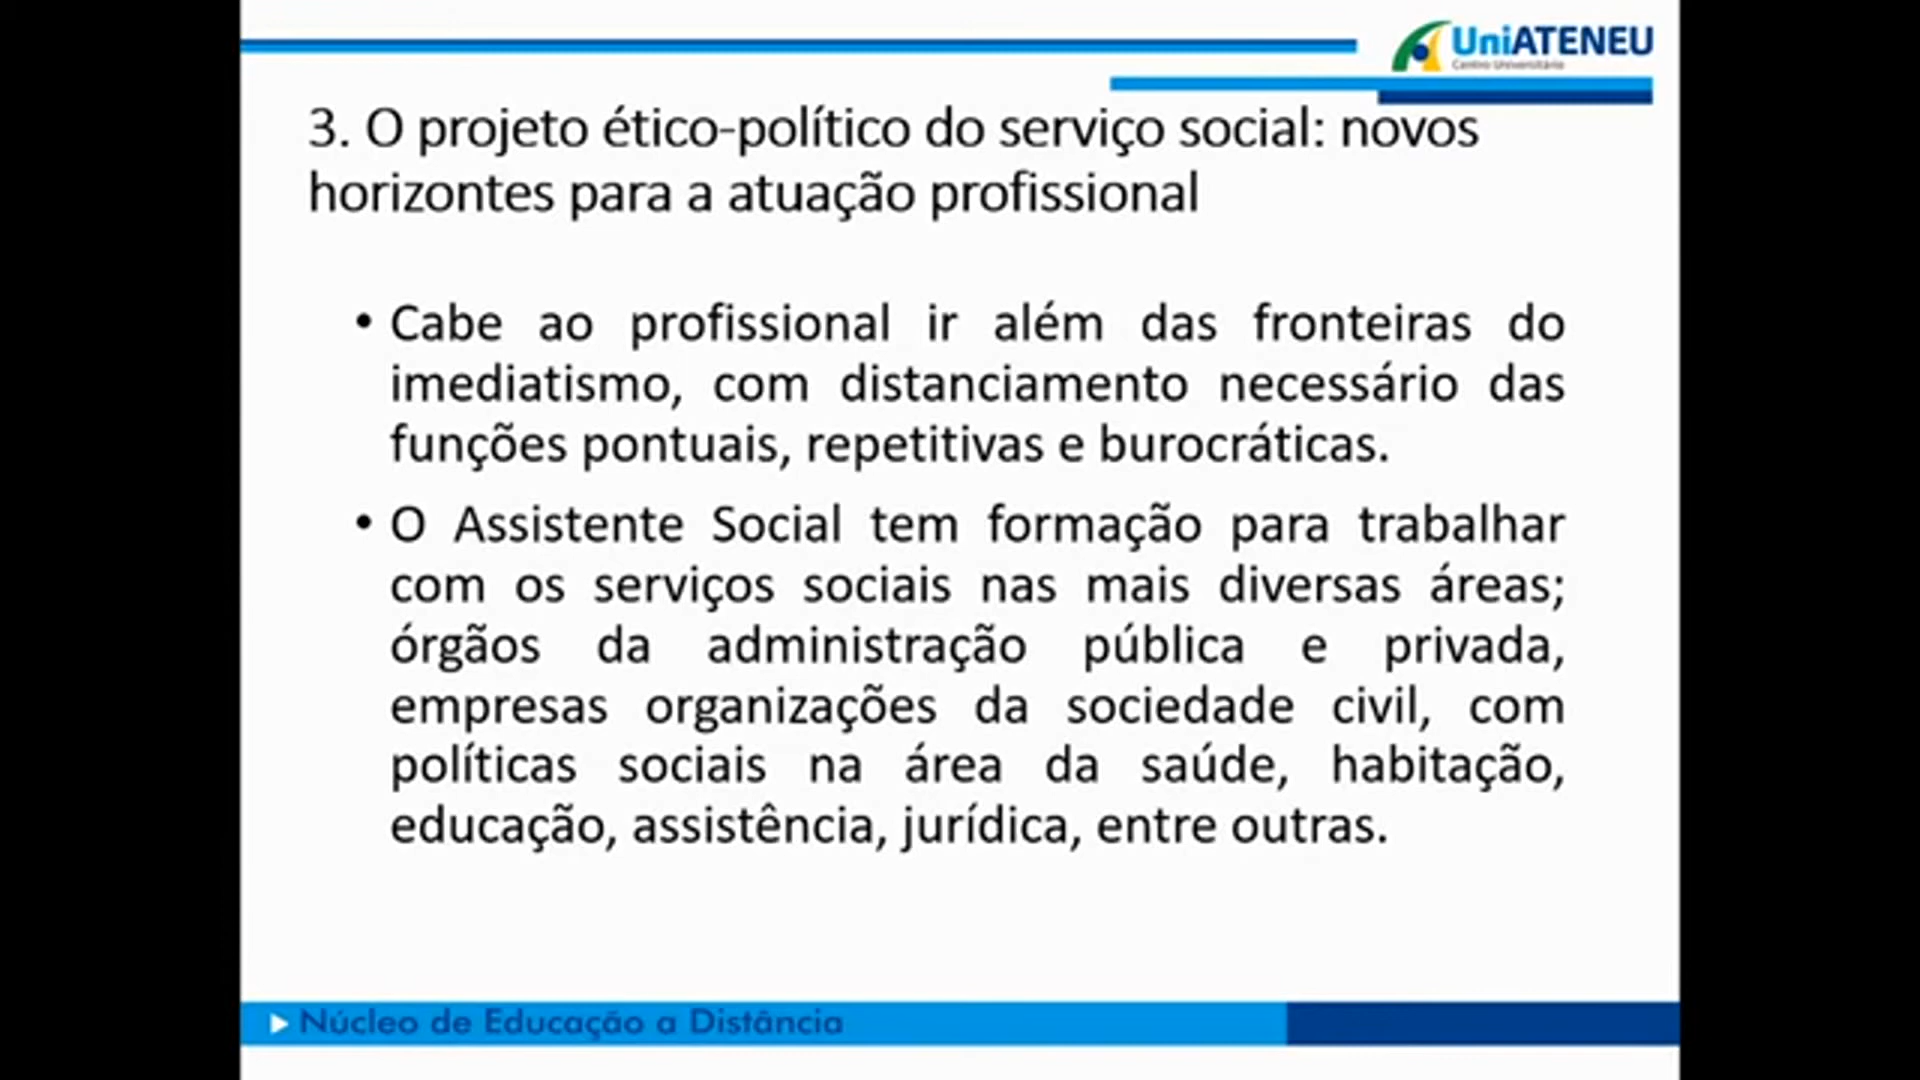 UniATENEU
Centro Universitário
3. O projeto ético-político do serviço social: novos
horizontes para a atuação profissional
• Cabe ao profissional ir além das fronteiras do
imediatismo, com distanciamento necessário das
funções pontuais, repetitivas e burocráticas.
• O Assistente Social tem formação para trabalhar
com os serviços sociais nas mais diversas áreas;
órgãos da administração pública e privada,
empresas organizações da sociedade civil, com
políticas sociais na área da saúde, habitação,
educação, assistência, jurídica, entre outras.
Núcleo de Educação a Distância